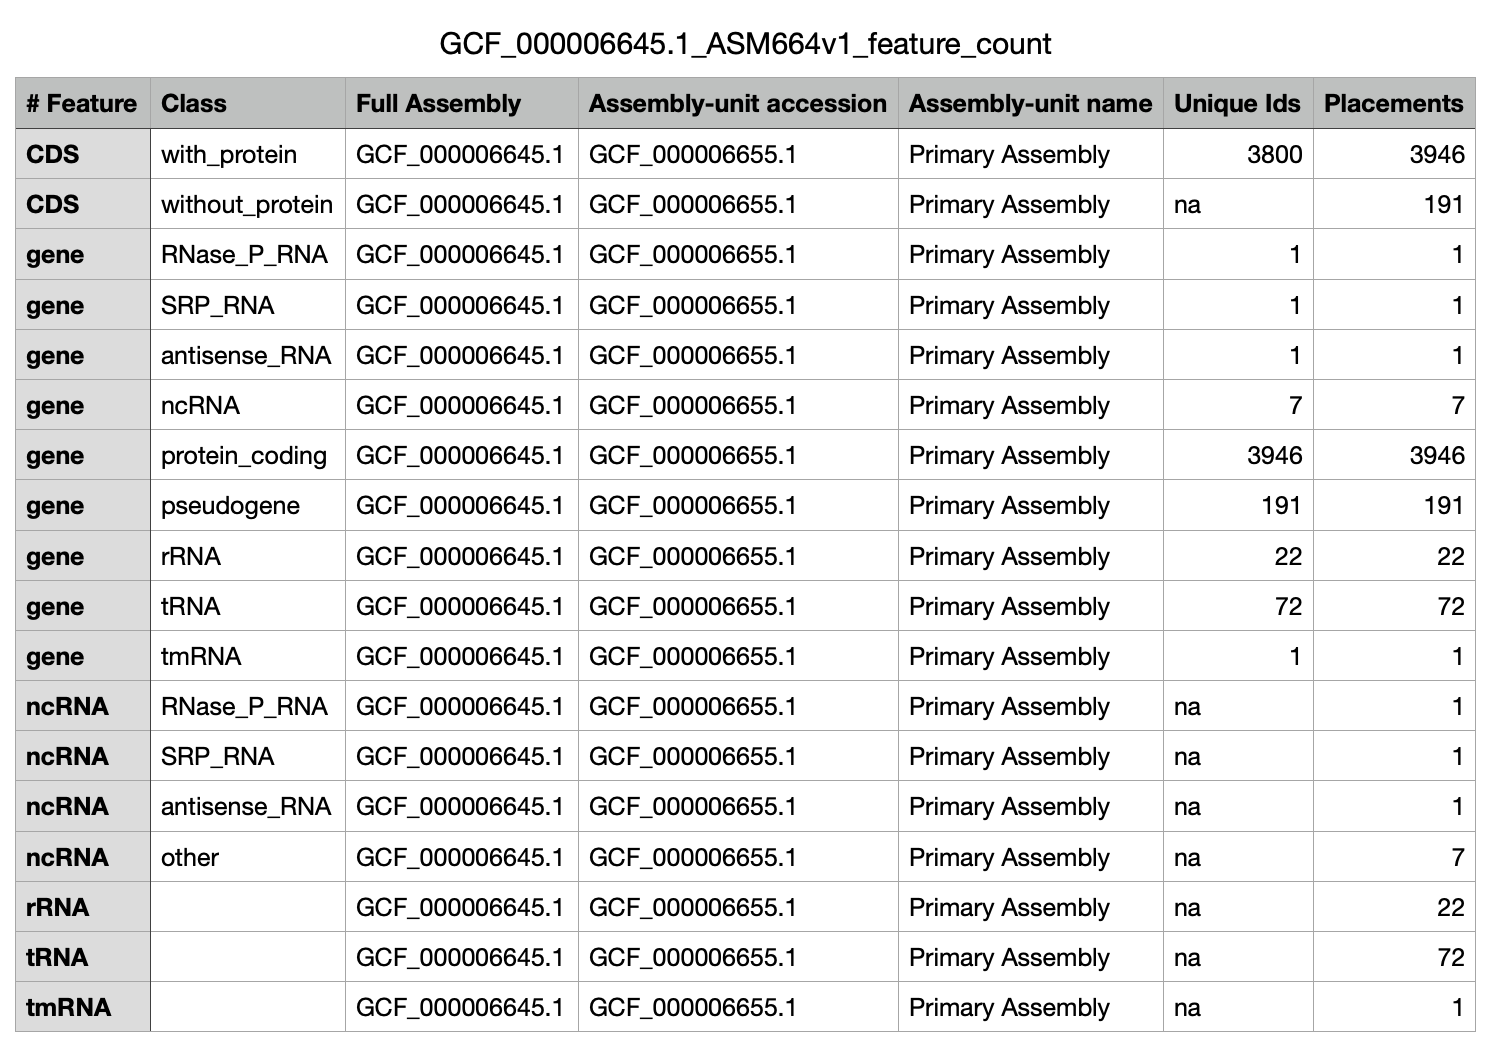 GCF_000006645.1_ASM664v1_feature_count
# Feature Class Full Assembly Assembly-unit accession Assembly-unit name Unique Ids Placements
CDS with_protein GCF_000006645.1 GCF_000006655.1 Primary Assembly 3800 3946
CDS without_protein GCF_000006645.1 GCF_000006655.1 Primary Assembly na 191
gene RNase_P_RNA GCF_000006645.1 GCF_000006655.1 Primary Assembly 1 1
gene SRP_RNA GCF_000006645.1 GCF_000006655.1 Primary Assembly 1 1
gene antisense_RNA GCF_000006645.1 GCF_000006655.1 Primary Assembly 1 1
gene ncRNA GCF_000006645.1 GCF_000006655.1 Primary Assembly 7 7
gene protein_coding GCF_000006645.1 GCF_000006655.1 Primary Assembly 3946 3946
gene pseudogene GCF_000006645.1 GCF_000006655.1 Primary Assembly 191 191
gene rRNA GCF_000006645.1 GCF_000006655.1 Primary Assembly 22 22
gene tRNA GCF_000006645.1 GCF_000006655.1 Primary Assembly 72 72
gene tmRNA GCF_000006645.1 GCF_000006655.1 Primary Assembly 1 1
ncRNA RNase_P_RNA GCF_000006645.1 GCF_000006655.1 Primary Assembly na 1
ncRNA SRP_RNA GCF_000006645.1 GCF_000006655.1 Primary Assembly na 1
ncRNA antisense_RNA GCF_000006645.1 GCF_000006655.1 Primary Assembly na 1
ncRNA other GCF_000006645.1 GCF_000006655.1 Primary Assembly na 7
rRNA GCF_000006645.1 GCF_000006655.1 Primary Assembly na 22
tRNA GCF_000006645.1 GCF_000006655.1 Primary Assembly na 72
tmRNA GCF_000006645.1 GCF_000006655.1 Primary Assembly na 1